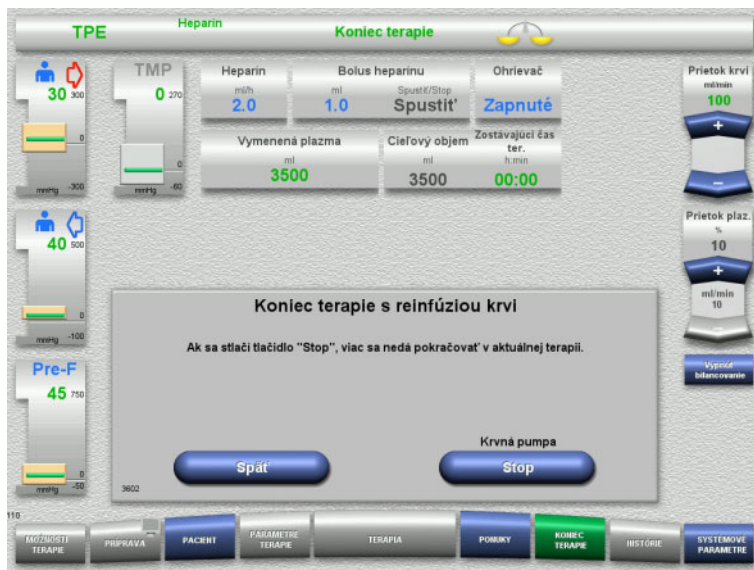 TPE
Heparín
Koniec terapie
30 300
0
mmHg -300
TMP
0 270
0
mmHg -60
Heparín
ml/h
2.0
Bolus heparínu
ml Spustiť/Stop
1.0 Spustiť
Ohrievač
Zapnuté
Vymenená plazma
ml
3500
Cieľový objem
ml
3500
Zostávajúci čas
ter.
h:min
00:00
Prietok krvi
ml/min
100
+
–
40 500
0
mmHg -100
Prietok plaz.
%
10
+
ml/min
10
–
Vypnúť
bilancovanie
Pre-F
45 750
0
mmHg -50
Koniec terapie s reinfúziou krvi
Ak sa stlačí tlačidlo "Stop", viac sa nedá pokračovať v aktuálnej terapii.
Krvná pumpa
Späť
Stop
3602
110
MOŽNOSTI
TERAPIE
PRÍPRAVA
PACIENT
PARAMETRE
TERAPIE
TERAPIA
PONUKY
KONIEC
TERAPIE
HISTÓRIE
SYSTÉMOVÉ
PARAMETRE